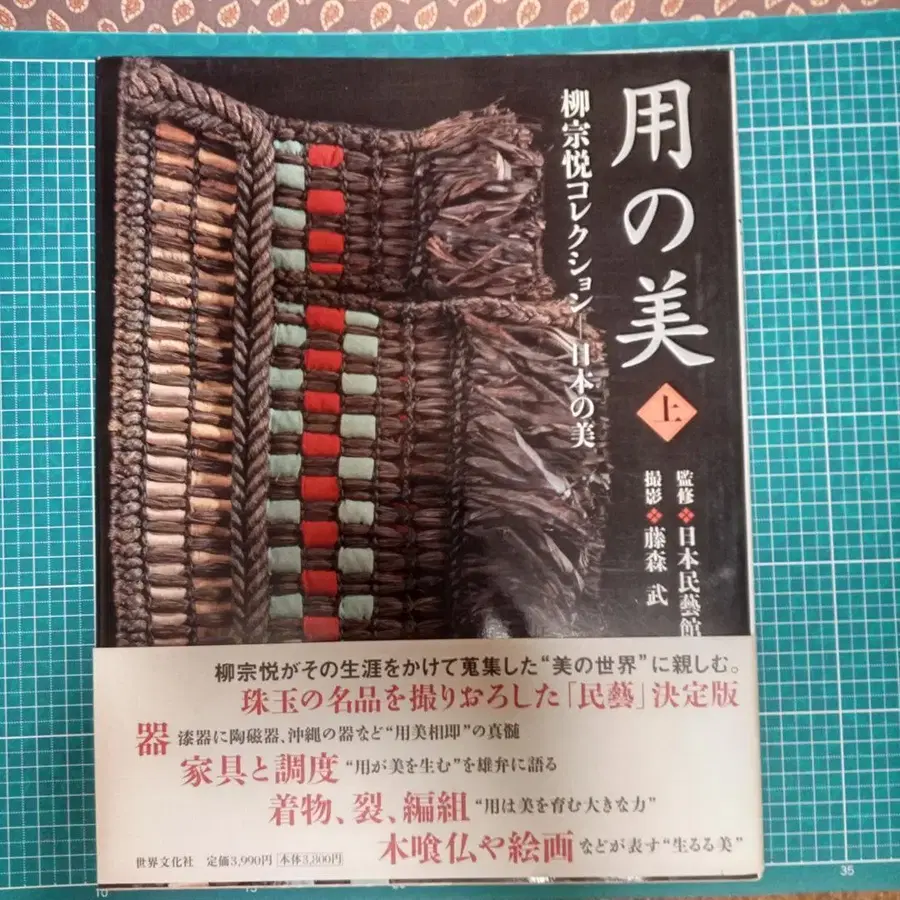 用の美
上
柳宗悦コレクション―日本の美
監修❖日本民藝館
撮影❖藤森 武
柳宗悦がその生涯をかけて蒐集した“美の世界”に親しむ。
珠玉の名品を撮りおろした「民藝」決定版
器 漆器に陶磁器、沖縄の器など“用美相即”の真髄
家具と調度 “用が美を生む”を雄弁に語る
着物、裂、編組 “用は美を育む大きな力”
木喰仏や絵画 などが表す“生るる美”
世界文化社 定価3,990円 本体3,800円
35